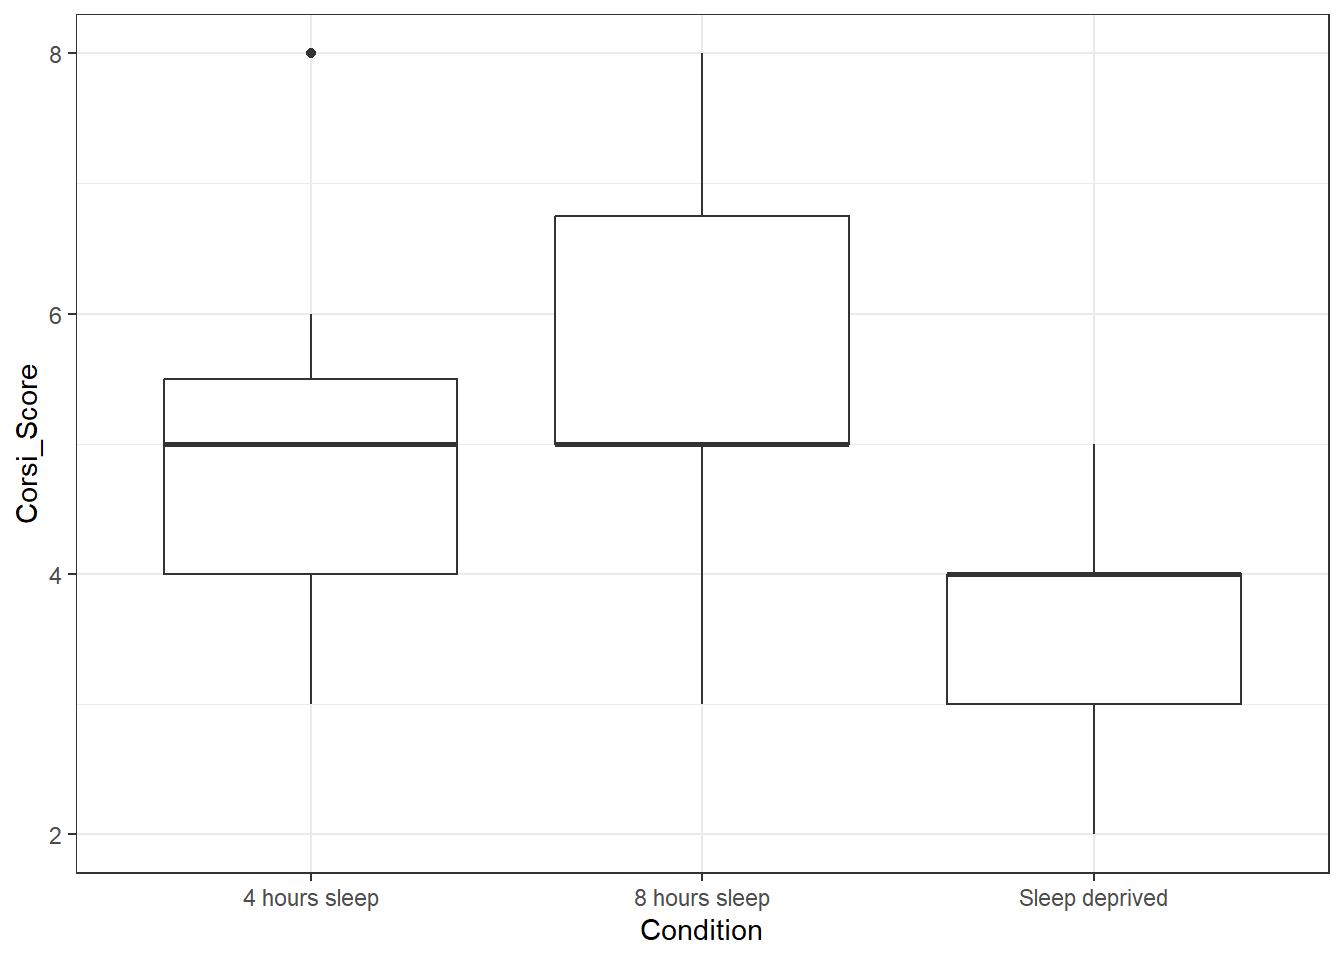 8
6
4
2
Corsi_Score
4 hours sleep
8 hours sleep
Sleep deprived
Condition